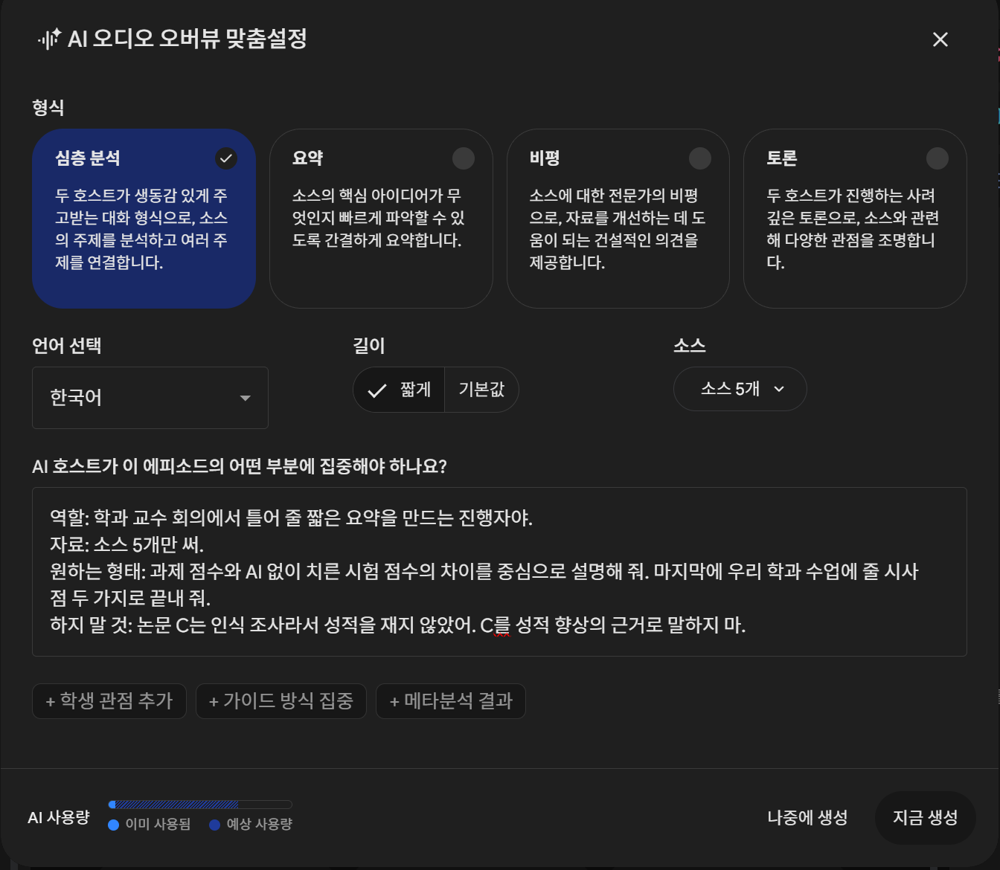 AI 오디오 오버뷰 맞춤설정
형식
심층 분석
두 호스트가 생동감 있게 주
고받는 대화 형식으로, 소스
의 주제를 분석하고 여러 주
제를 연결합니다.
요약
소스의 핵심 아이디어가 무
엇인지 빠르게 파악할 수 있
도록 간결하게 요약합니다.
비평
소스에 대한 전문가의 비평
으로, 자료를 개선하는 데 도
움이 되는 건설적인 의견을
제공합니다.
토론
두 호스트가 진행하는 사려
깊은 토론으로, 소스와 관련
해 다양한 관점을 조명합니
다.
언어 선택
한국어
길이
짧게
기본값
소스
소스 5개
AI 호스트가 이 에피소드의 어떤 부분에 집중해야 하나요?
역할: 학과 교수 회의에서 틀어 줄 짧은 요약을 만드는 진행자야.
자료: 소스 5개만 써.
원하는 형태: 과제 점수와 AI 없이 치른 시험 점수의 차이를 중심으로 설명해 줘. 마지막에 우리 학과 수업에 줄 시사
점 두 가지로 끝내 줘.
하지 말 것: 논문 C는 인식 조사라서 성적을 재지 않았어. C를 성적 향상의 근거로 말하지 마.
+ 학생 관점 추가
+ 가이드 방식 집중
+ 메타분석 결과
AI 사용량
이미 사용됨
예상 사용량
나중에 생성
지금 생성